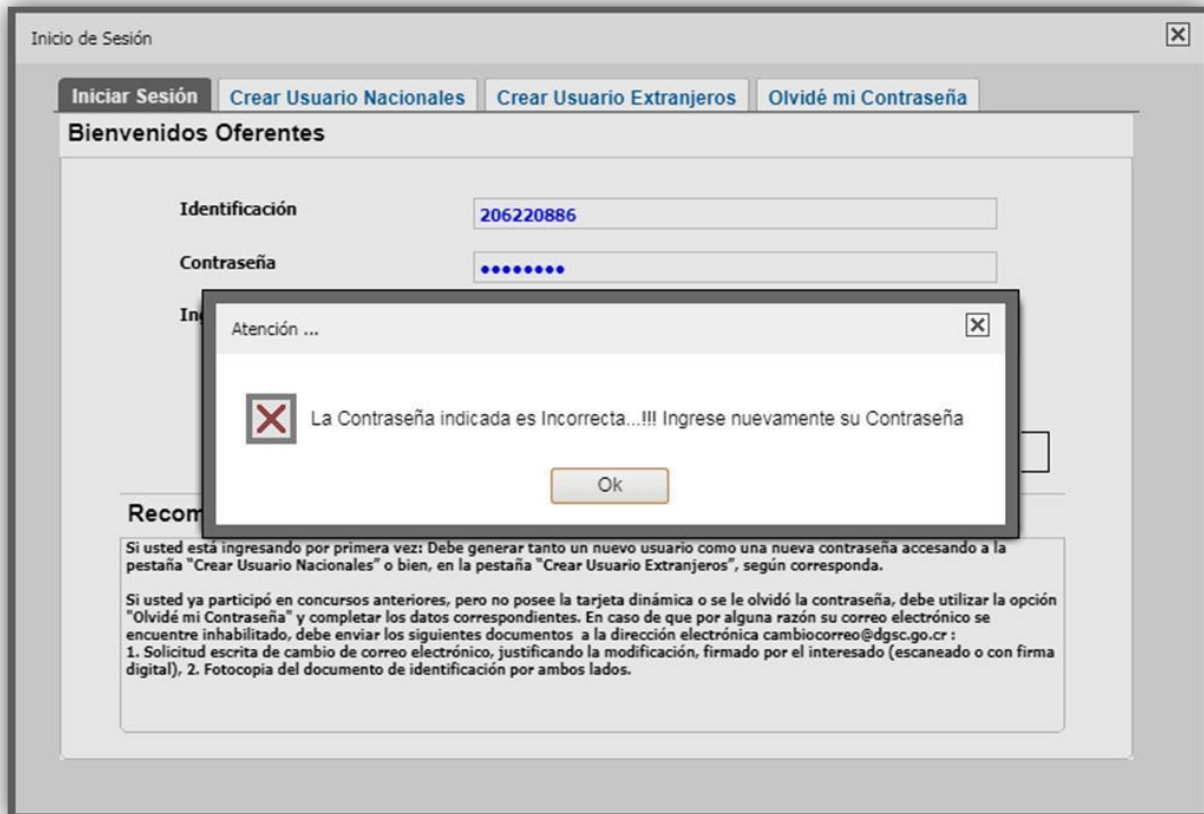 Inicio de Sesión
Iniciar Sesión Crear Usuario Nacionales Crear Usuario Extranjeros Olvidé mi Contraseña
Bienvenidos Oferentes
Identificación 206220886
Contraseña ••••••••
Atención ...
La Contraseña indicada es Incorrecta...!!! Ingrese nuevamente su Contraseña
Ok
Si usted está ingresando por primera vez: Debe generar tanto un nuevo usuario como una nueva contraseña accesando a la
pestaña "Crear Usuario Nacionales" o bien, en la pestaña "Crear Usuario Extranjeros", según corresponda.
Si usted ya participó en concursos anteriores, pero no posee la tarjeta dinámica o se le olvidó la contraseña, debe utilizar la opción
"Olvidé mi Contraseña" y completar los datos correspondientes. En caso de que por alguna razón su correo electrónico se
encuentre inhabilitado, debe enviar los siguientes documentos a la dirección electrónica cambiocorreo@dgsc.go.cr :
1. Solicitud escrita de cambio de correo electrónico, justificando la modificación, firmado por el interesado (escaneado o con firma
digital), 2. Fotocopia del documento de identificación por ambos lados.